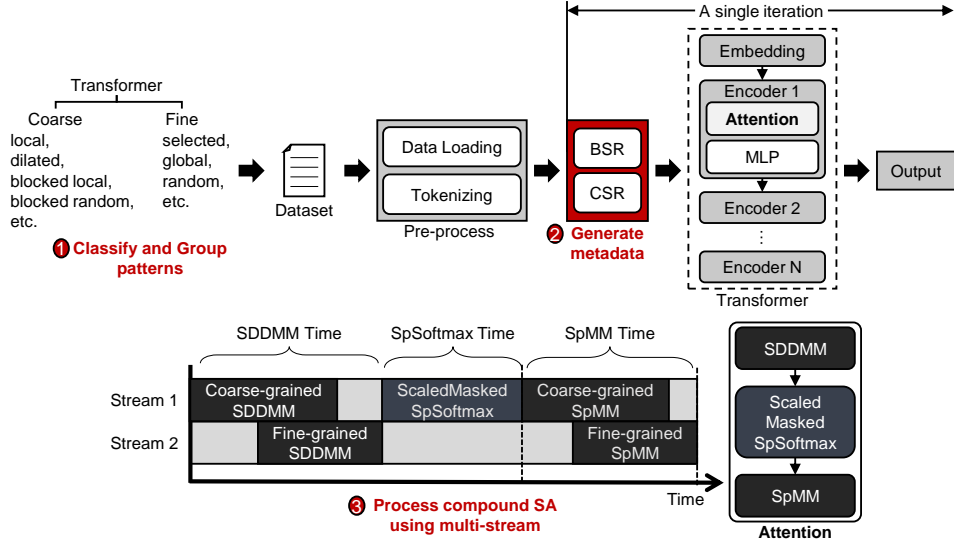 A single iteration
Transformer
Coarse
local,
dilated,
blocked local,
blocked random,
etc.
Fine
selected,
global,
random,
etc.
1 Classify and Group
patterns
Dataset
Data Loading
Tokenizing
Pre-process
BSR
CSR
2 Generate
metadata
Embedding
Encoder 1
Attention
MLP
Encoder 2
...
Encoder N
Transformer
Output
SDDMM Time
SpSoftmax Time
SpMM Time
Stream 1
Coarse-grained
SDDMM
ScaledMasked
SpSoftmax
Coarse-grained
SpMM
Stream 2
Fine-grained
SDDMM
Fine-grained
SpMM
Time
3 Process compound SA
using multi-stream
SDDMM
Scaled
Masked
SpSoftmax
SpMM
Attention